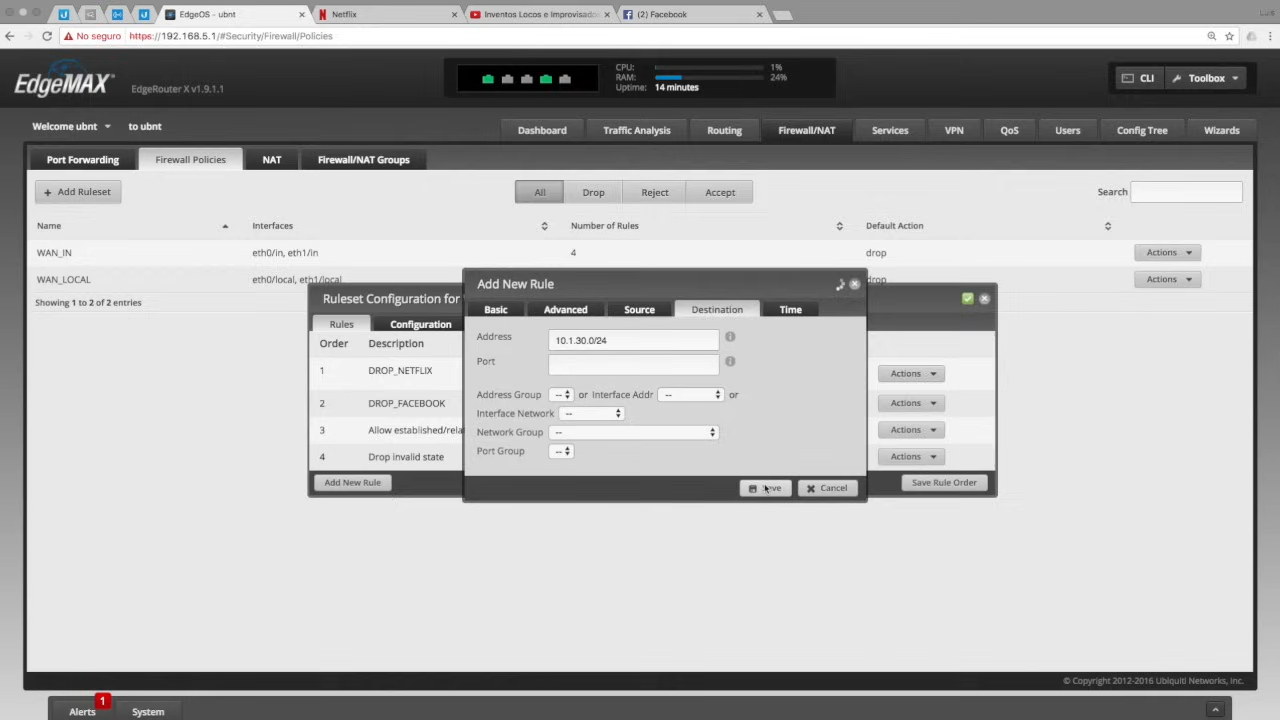 EdgeOS - ubnt
Netflix
Inventos Locos e Improvisado
(2) Facebook
No seguro https://192.168.5.1/#Security/Firewall/Policies
EdgeMAX
EdgeRouter X v1.9.1.1
CPU: 1%
RAM: 24%
Uptime: 14 minutes
CLI
Toolbox
Welcome ubnt to ubnt
Dashboard
Traffic Analysis
Routing
Firewall/NAT
Services
VPN
QoS
Users
Config Tree
Wizards
Port Forwarding
Firewall Policies
NAT
Firewall/NAT Groups
+ Add Ruleset
All
Drop
Reject
Accept
Search
Name
Interfaces
Number of Rules
Default Action
WAN_IN eth0/in, eth1/in 4 drop Actions
WAN_LOCAL eth0/local, eth1/local drop Actions
Showing 1 to 2 of 2 entries
Ruleset Configuration for
Rules
Configuration
Order Description
1 DROP_NETFLIX Actions
2 DROP_FACEBOOK Actions
3 Allow established/rela Actions
4 Drop invalid state Actions
Add New Rule
Save Rule Order
Add New Rule
Basic
Advanced
Source
Destination
Time
Address 10.1.30.0/24
Port
Address Group -- or Interface Addr -- or
Interface Network --
Network Group --
Port Group --
Cancel
© Copyright 2012-2016 Ubiquiti Networks, Inc.
Alerts 1
System